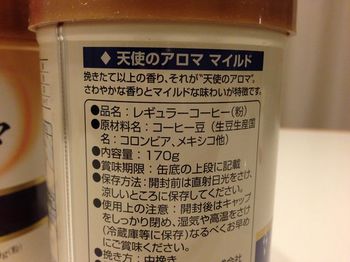 ◆ 天使のアロマ マイルド
挽きたて以上の香り、それが"天使のアロマ"。
さわやかな香りとマイルドな味わいが特徴です。
●品名：レギュラーコーヒー(粉)
●原材料名：コーヒー豆（生豆生産国
名：コロンビア、メキシコ他）
●内容量：170g
●賞味期限：缶底の上段に記載
●保存方法：開封前は直射日光をさけ、
涼しいところに保存してください。
●使用上の注意：開封後はキャップ
をしっかり閉め、湿気や高温をさけ
(冷蔵庫等に保存)なるべくお早め
にご賞味ください。
●挽き方：中挽き